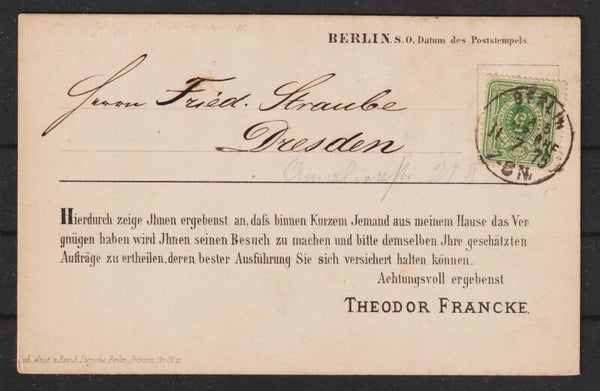 BERLIN. S. O. Datum des Poststempels.
Herrn Fried. Straube
Dresden
BERLIN
Hierdurch zeige Jhnen ergebenst an, daſs binnen Kurzem Jemand aus meinem Hause das Ver-
gnügen haben wird Jhnen seinen Besuch zu machen und bitte demselben Jhre geschätzten
Aufträge zu ertheilen, deren bester Ausführung Sie sich versichert halten können.
Achtungsvoll ergebenst
THEODOR FRANCKE.